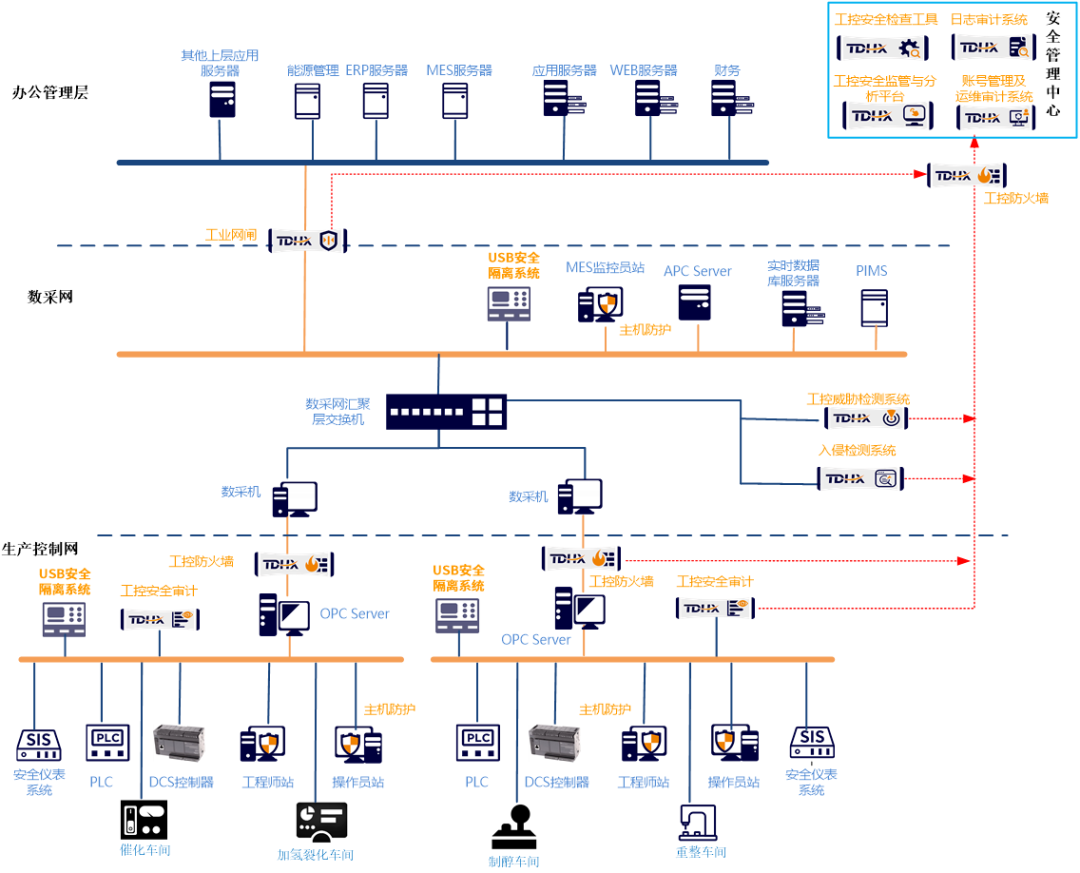 工控安全检查工具
日志审计系统
安全管理中心
TDHX
TDHX
工控安全监管与分
析平台
账号管理及
运维审计系统
TDHX
TDHX
其他上层应用
服务器
能源管理
ERP服务器
MES服务器
应用服务器
WEB服务器
财务
办公管理层
TDHX
工控防火墙
工业网闸
TDHX
USB安全
隔离系统
MES监控员站
APC Server
实时数据
库服务器
PIMS
数采网
主机防护
数采网汇聚
层交换机
工控威胁检测系统
TDHX
入侵检测系统
TDHX
数采机
数采机
生产控制网
工控防火墙
TDHX
TDHX
工控防火墙
USB安全
隔离系统
工控安全审计
TDHX
OPC Server
USB安全
隔离系统
OPC Server
工控安全审计
TDHX
主机防护
主机防护
SIS
PLC
PLC
SIS
安全仪表
系统
PLC
DCS控制器
工程师站
操作员站
PLC
DCS控制器
工程师站
操作员站
安全仪表
系统
催化车间
加氢裂化车间
制醇车间
重整车间